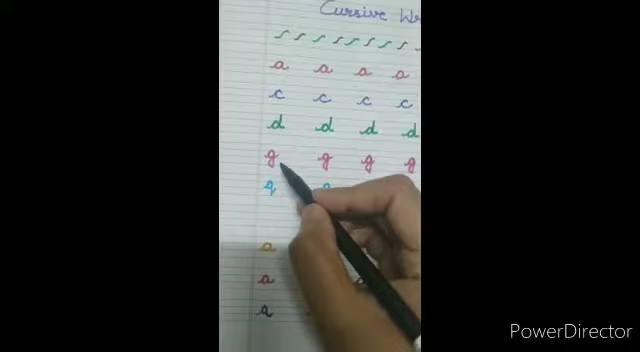 Cursive
a a a a
c c c c
d d d d
g g g g
q q
a
a
PowerDirector